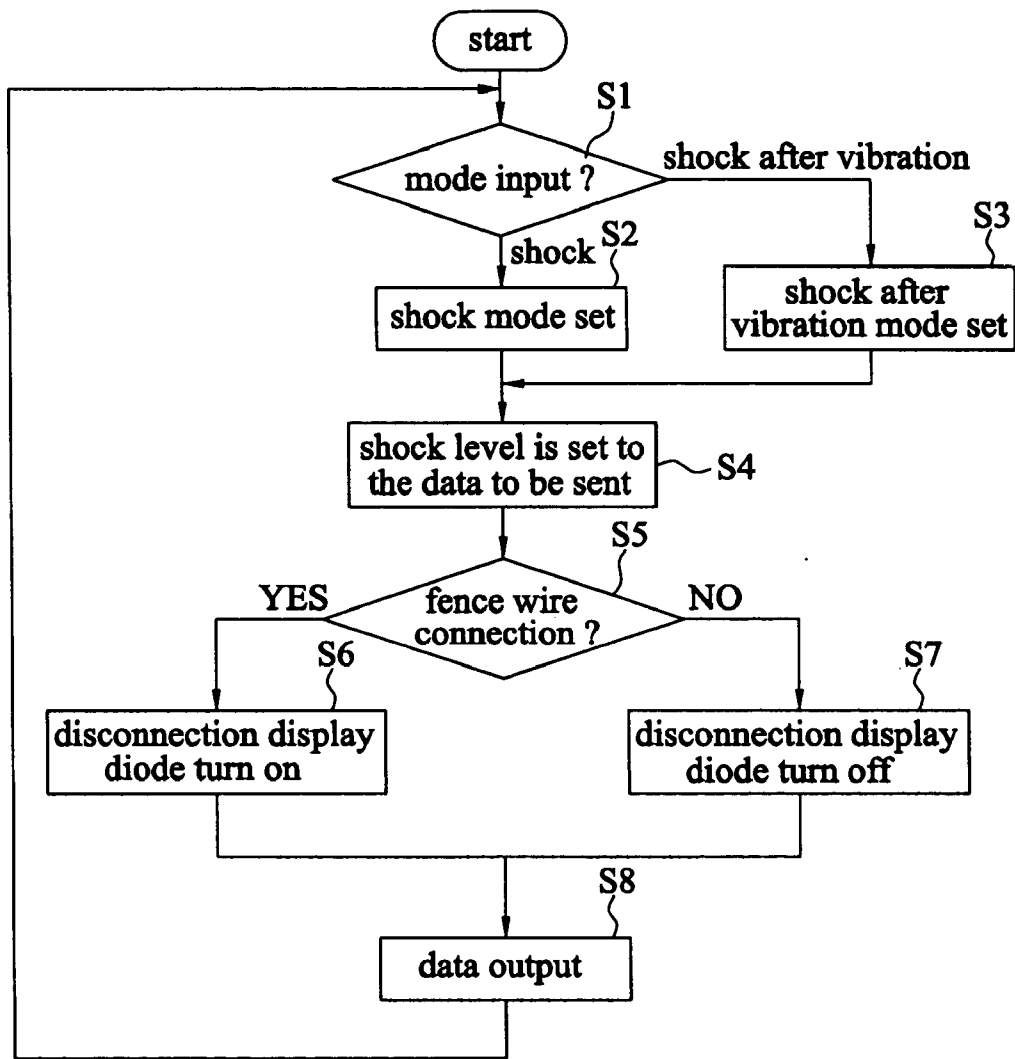 start
S1
mode input ?
shock after vibration
shock
S2
S3
shock mode set
shock after
vibration mode set
shock level is set to
the data to be sent
S4
S5
YES
fence wire
connection ?
NO
S6
S7
disconnection display
diode turn on
disconnection display
diode turn off
S8
data output